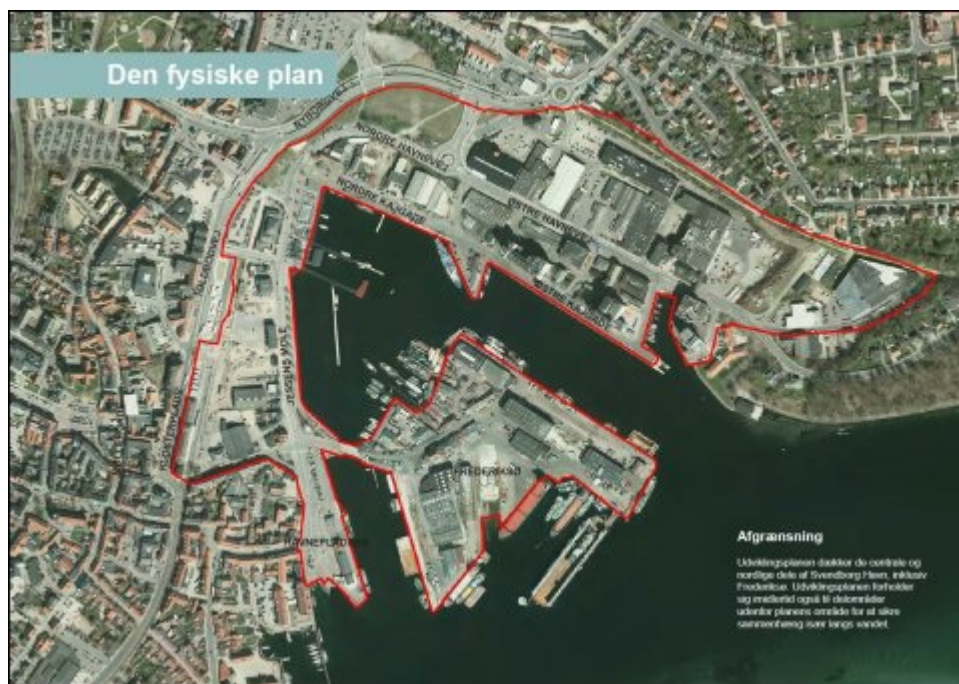 Den fysiske plan
NORDRE HAVNEVEJ
NORDRE KAJGADE
ØSTRE HAVNEVEJ
JESSENS MOLE
FREDERIKSØ
Afgrænsning
Udviklingsplanen dækker de centrale og
nordlige dele af Svendborg Havn, inklusiv
Frederiksø. Udviklingsplanen forholder
sig imidlertid også til delområder
udenfor planens område for at sikre
sammenhæng især langs vandet.